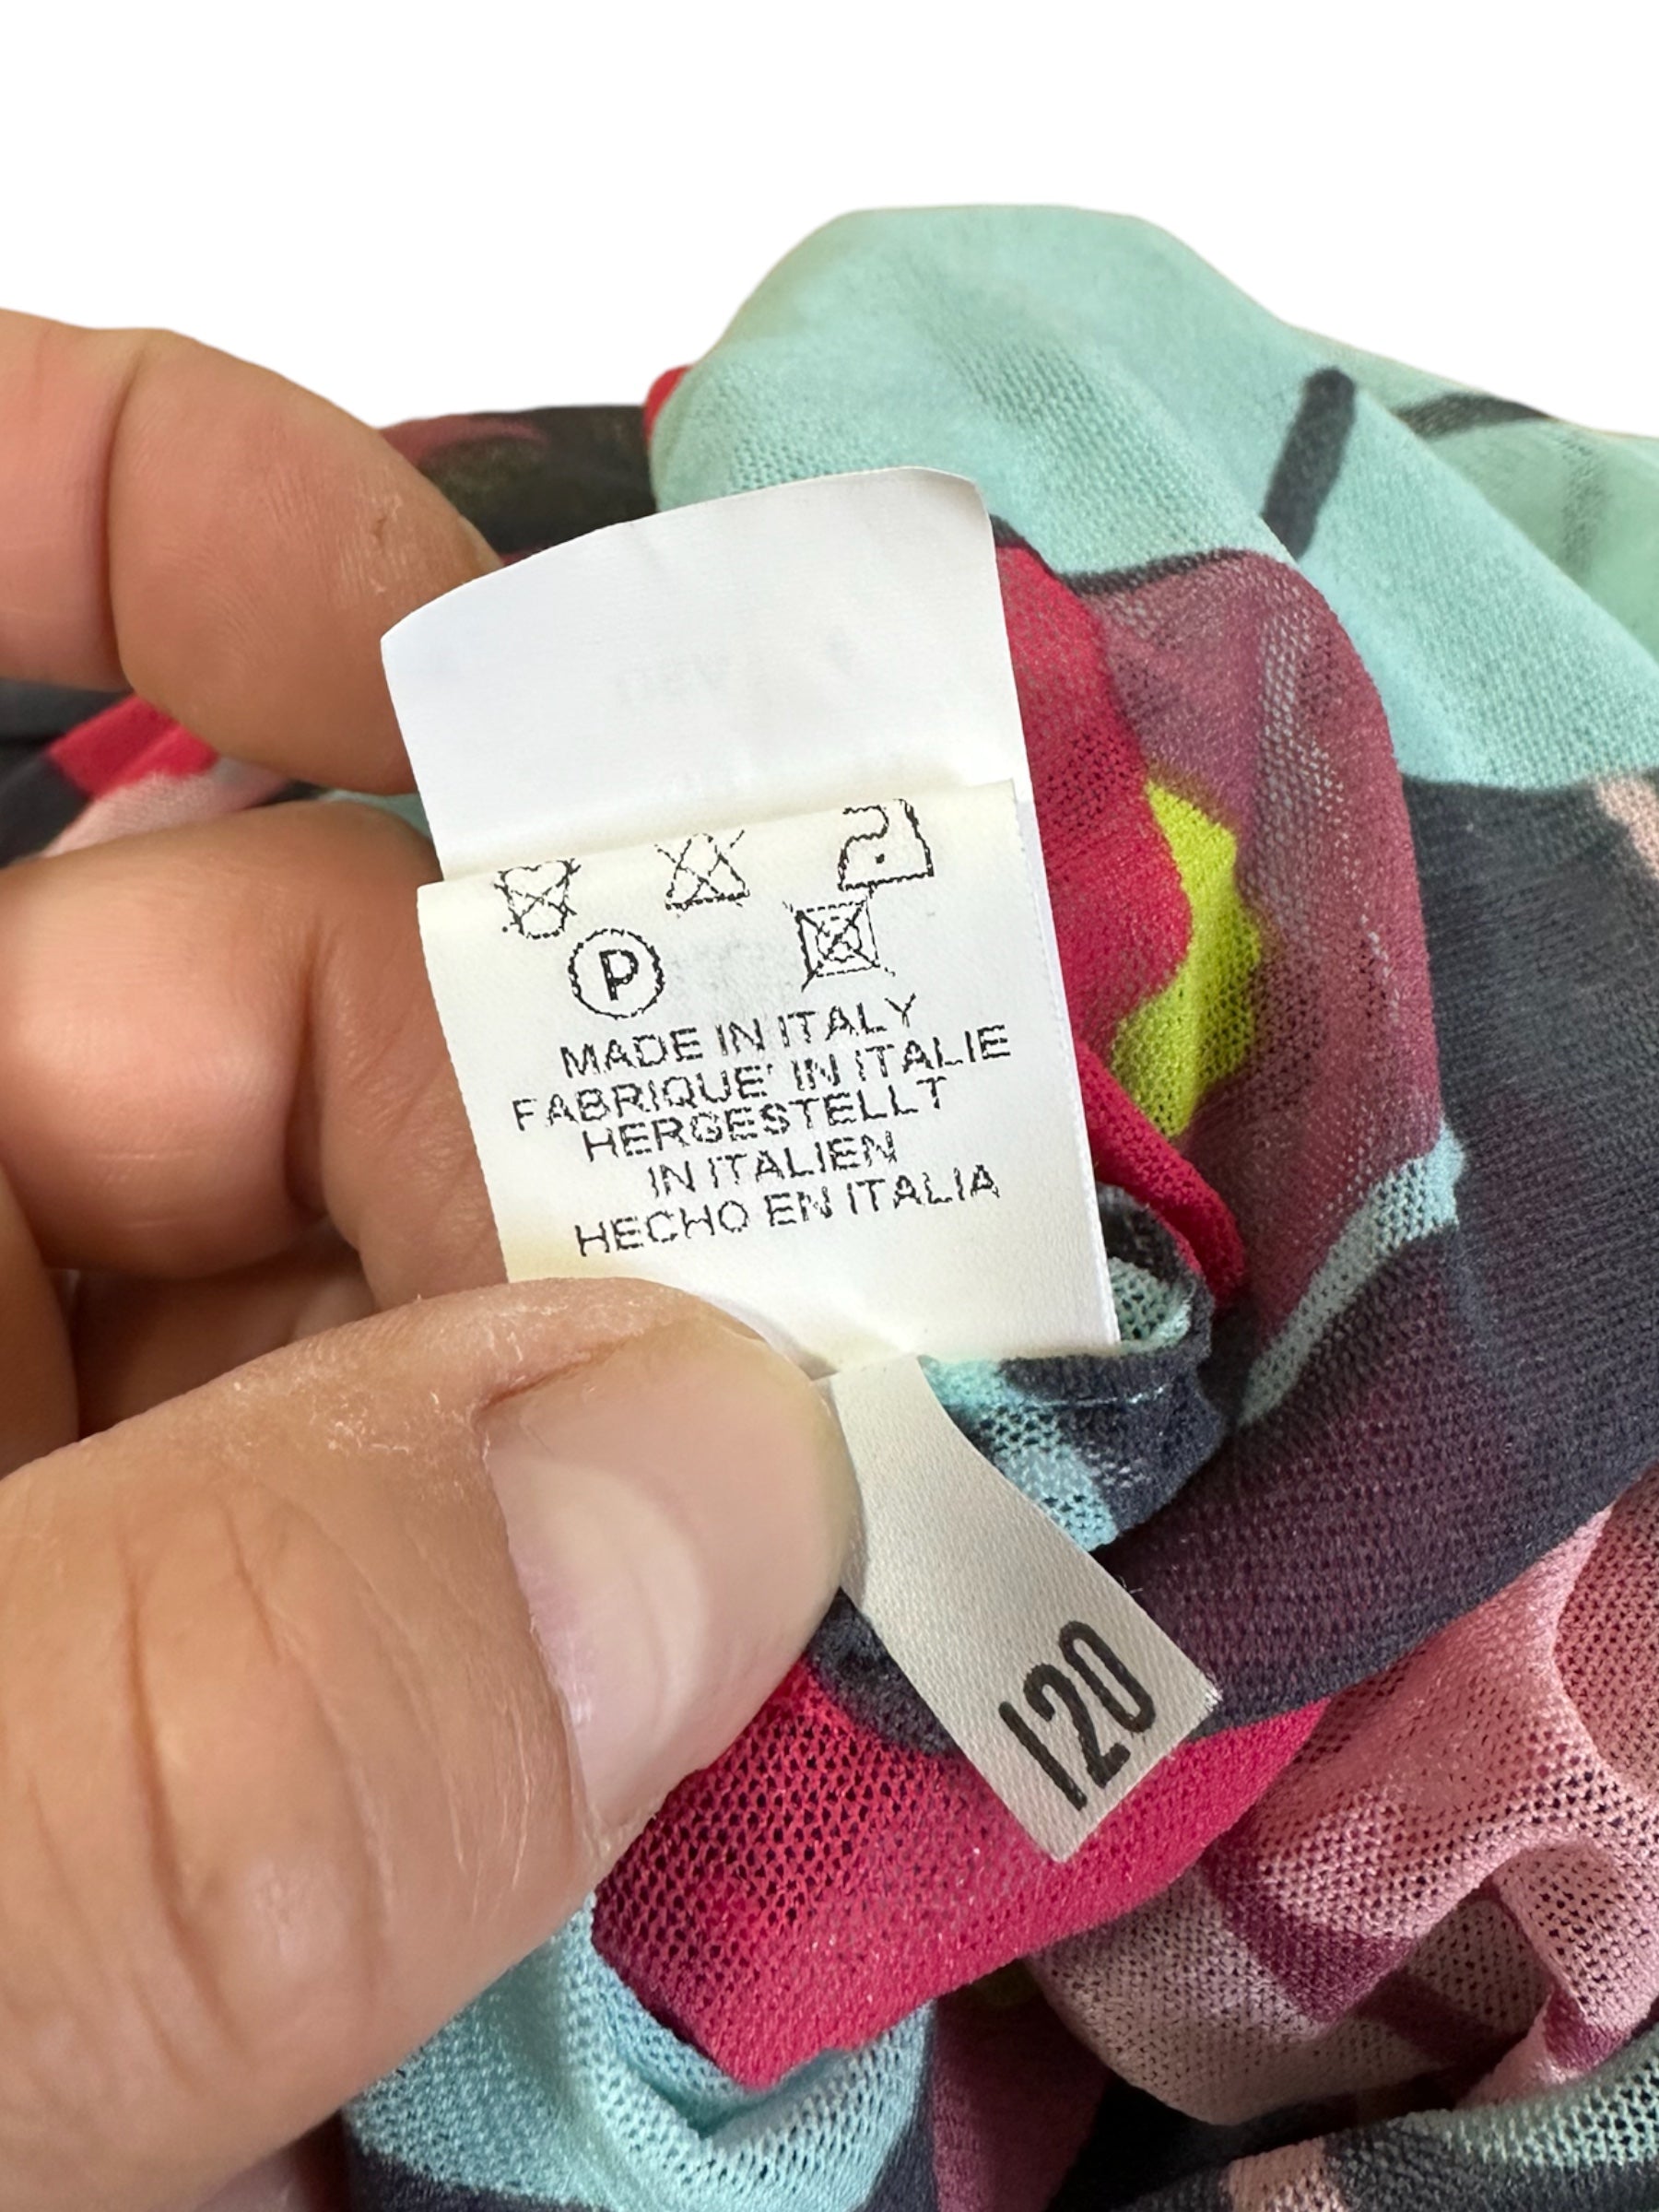 P
MADE IN ITALY
FABRIQUE' IN ITALIE
HERGESTELLT
IN ITALIEN
HECHO EN ITALIA
120